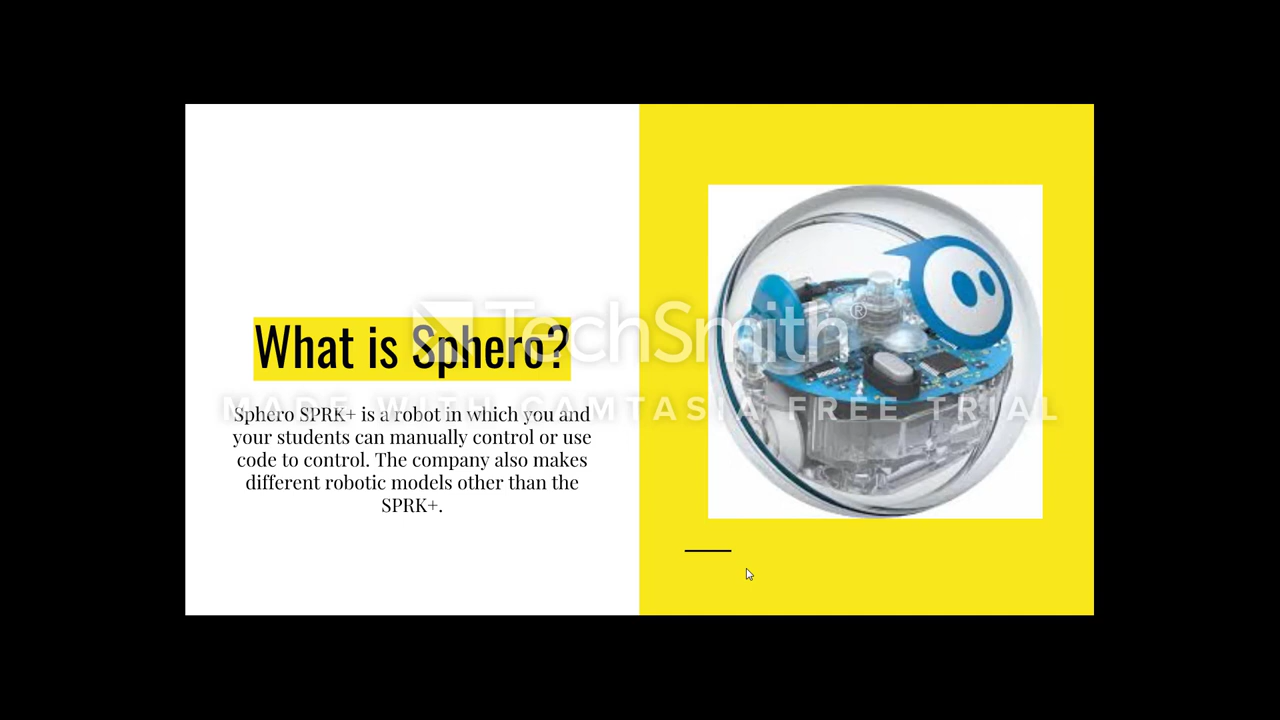 What is Sphero?
TechSmith®
MADE WITH CAMTASIA FREE TRIAL
Sphero SPRK+ is a robot in which you and
your students can manually control or use
code to control. The company also makes
different robotic models other than the
SPRK+.